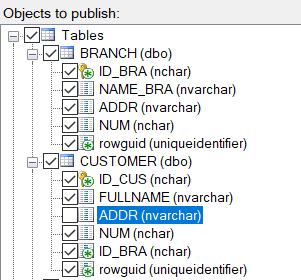 Objects to publish:
Tables
BRANCH (dbo)
ID_BRA (nchar)
NAME_BRA (nvarchar)
ADDR (nvarchar)
NUM (nchar)
rowguid (uniqueidentifier)
CUSTOMER (dbo)
ID_CUS (nchar)
FULLNAME (nvarchar)
ADDR (nvarchar)
NUM (nchar)
ID_BRA (nchar)
rowguid (uniqueidentifier)